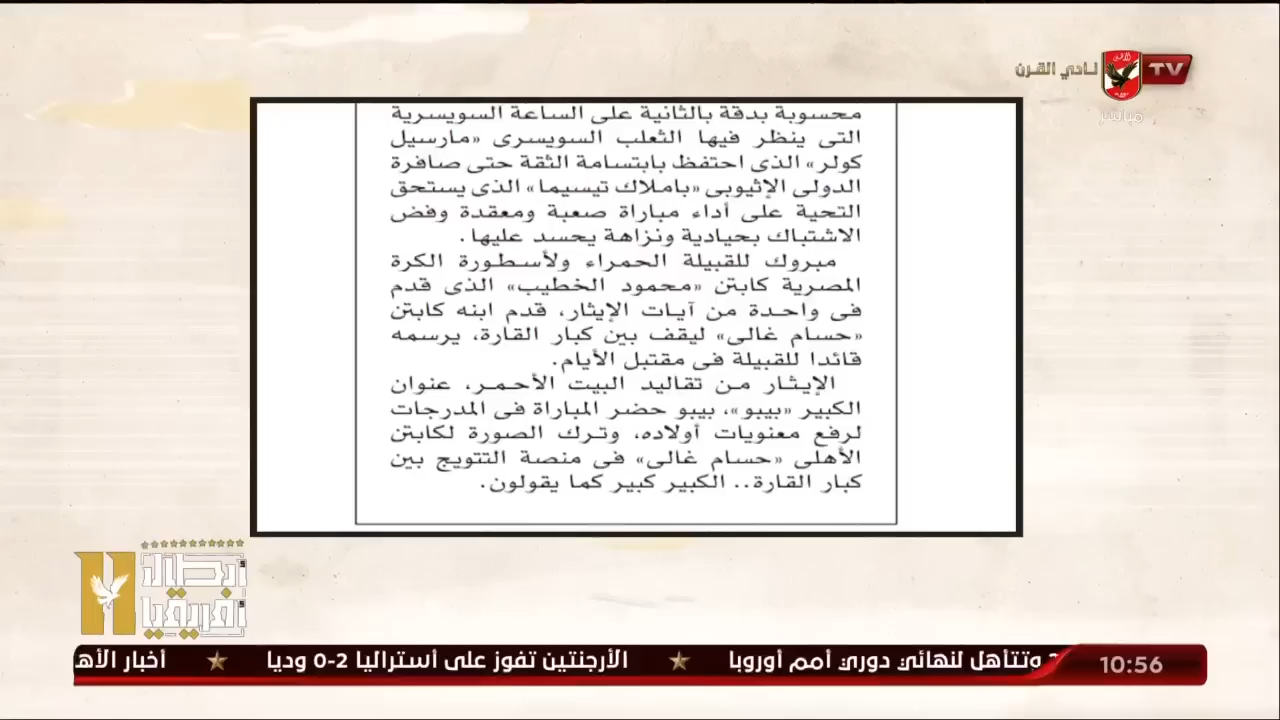 TV
نادي القرن
مباشر
محسوبة بدقة بالثانية على الساعة السويسرية
التى ينظر فيها الثعلب السويسرى «مارسيل
كولر» الذى احتفظ بابتسامة الثقة حتى صافرة
الدولى الإثيوبى «باملاك تيسيما» الذى يستحق
التحية على أداء مباراة صعبة ومعقدة وفض
الاشتباك بحيادية ونزاهة يحسد عليها.
مبروك للقبيلة الحمراء ولأسطورة الكرة
المصرية كابتن «محمود الخطيب» الذى قدم
فى واحدة من آيات الإيثار، قدم ابنه كابتن
«حسام غالى» ليقف بين كبار القارة، يرسمه
قائدا للقبيلة فى مقتبل الأيام.
الإيثار من تقاليد البيت الأحمر، عنوان
الكبير «بيبو»، بيبو حضر المباراة فى المدرجات
لرفع معنويات أولاده، وترك الصورة لكابتن
الأهلى «حسام غالى» فى منصة التتويج بين
كبار القارة.. الكبير كبير كما يقولون.
11
أبطال
أفريقيا
وتتأهل لنهائي دوري أمم أوروبا ★ الأرجنتين تفوز على أستراليا 2-0 وديا ★ أخبار الأه
10:56